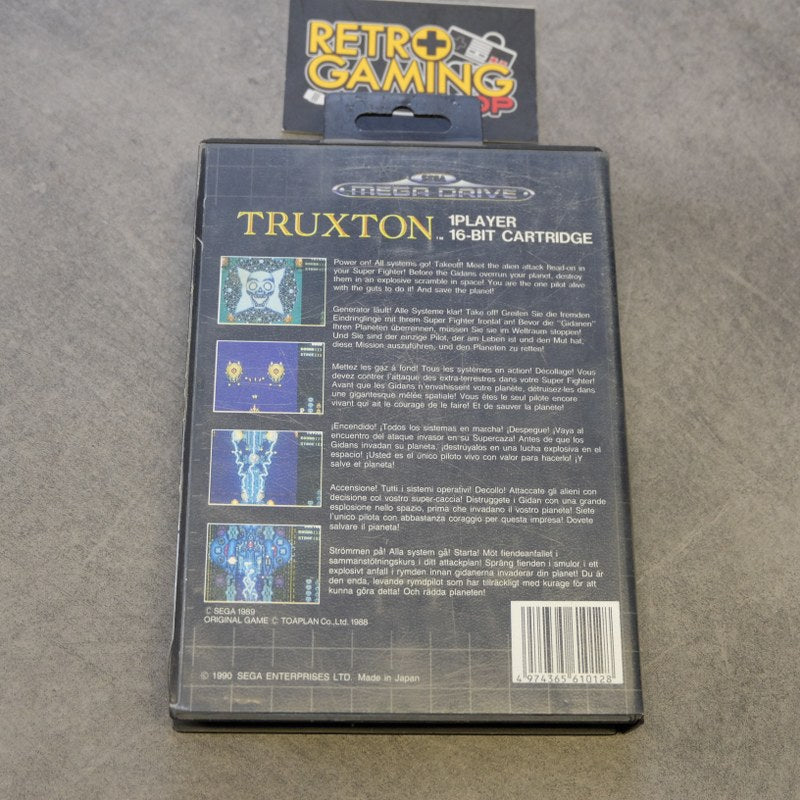 RETRO
GAMING
OP
SEGA
MEGA DRIVE
TRUXTON™
1PLAYER
16-BIT CARTRIDGE
Power on! All systems go! Takeoff! Meet the alien attack head-on in
your Super Fighter! Before the Gidans overrun your planet, destroy
them in an explosive scramble in space! You are the one pilot alive
with the guts to do it! And save the planet!
Generator läuft! Alle Systeme klar! Take off! Greifen Sie die fremden
Eindringlinge mit Ihrem Super Fighter frontal an! Bevor die "Gidanen"
Ihren Planeten überrennen, müssen Sie sie im Weltraum stoppen!
Und Sie sind der einzige Pilot, der am Leben ist und den Mut hat,
diese Mission auszuführen, und den Planeten zu retten!
Mettez les gaz à fond! Tous les systèmes en action! Décollage! Vous
devez contrer l'attaque des extra-terrestres dans votre Super Fighter!
Avant que les Gidans n'envahissent votre planète, détruisez-les dans
une gigantesque mêlée spatiale! Vous êtes le seul pilote encore
vivant qui ait le courage de le faire! Et de sauver la planète!
¡Encendido! ¡Todos los sistemas en marcha! ¡Despegue! ¡Vaya al
encuentro del ataque invasor en su Supercaza! Antes de que los
Gidans invadan su planeta, ¡destrúyalos en una lucha explosiva en el
espacio! ¡Usted es el único piloto vivo con valor para hacerlo! ¡Y
salve el planeta!
Accensione! Tutti i sistemi operativi! Decollo! Attaccate gli alieni con
decisione col vostro super-caccia! Distruggete i Gidan con una grande
esplosione nello spazio, prima che invadano il vostro pianeta! Siete
l'unico pilota con abbastanza coraggio per questa impresa! Dovete
salvare il pianeta!
Strömmen på! Alla system gå! Starta! Möt fiendeanfallet i
sammanstötningskurs i ditt attackplan! Spräng fienden i smulor i ett
explosivt anfall i rymden innan gidanerna invaderar din planet! Du är
den enda, levande rymdpilot som har tillräckligt med kurage för att
kunna göra detta! Och rädda planeten!
© SEGA 1989
ORIGINAL GAME © TOAPLAN Co.,Ltd. 1988
© 1990 SEGA ENTERPRISES LTD. Made in Japan
4 974365 610128